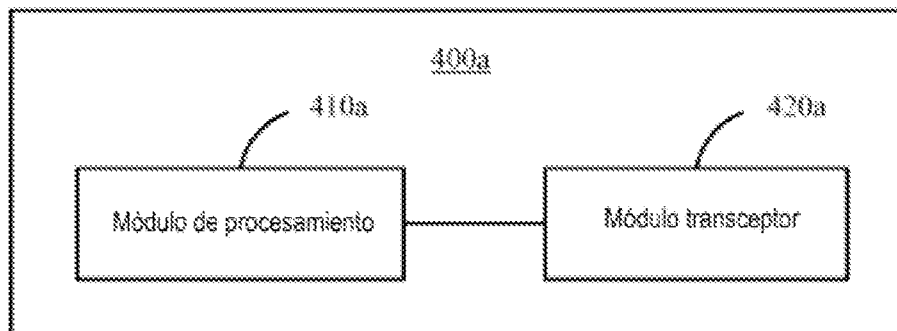 400a
410a
420a
Módulo de procesamiento
Módulo transceptor